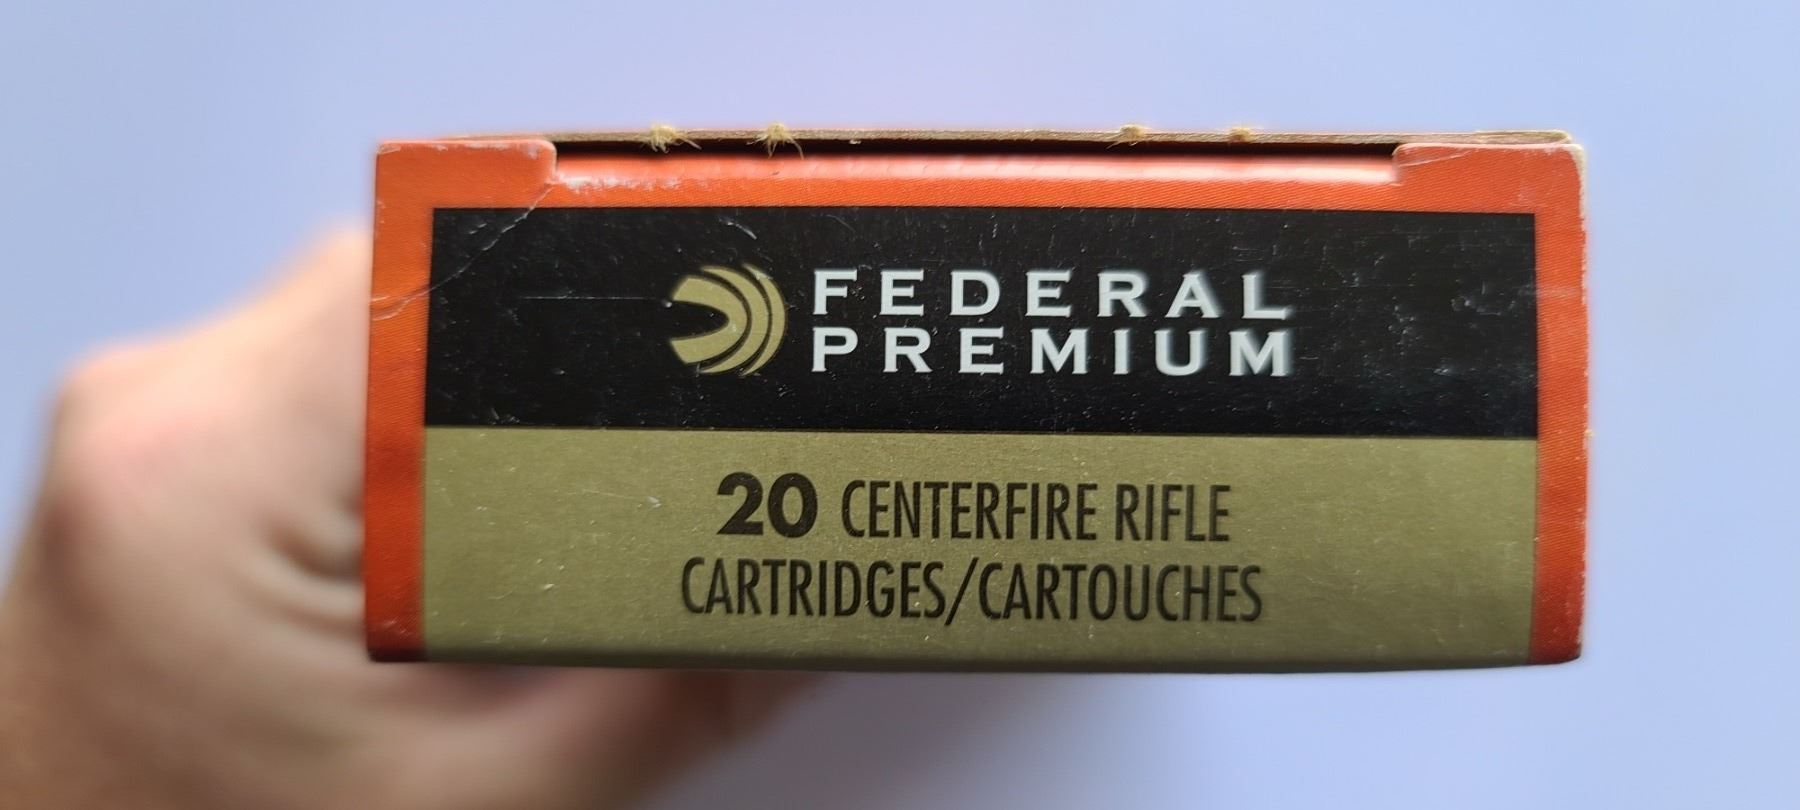 FEDERAL
PREMIUM
20 CENTERFIRE RIFLE
CARTRIDGES/CARTOUCHES